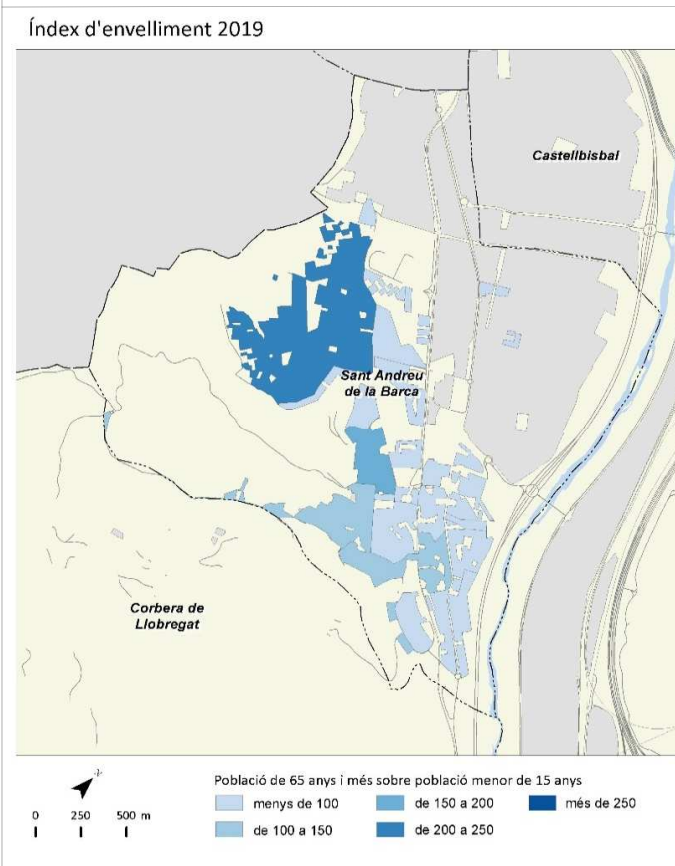 Índex d'envelliment 2019
Castellbisbal
Sant Andreu
de la Barca
Corbera de
Llobregat
Població de 65 anys i més sobre població menor de 15 anys
0 250 500 m
menys de 100
de 150 a 200
més de 250
de 100 a 150
de 200 a 250